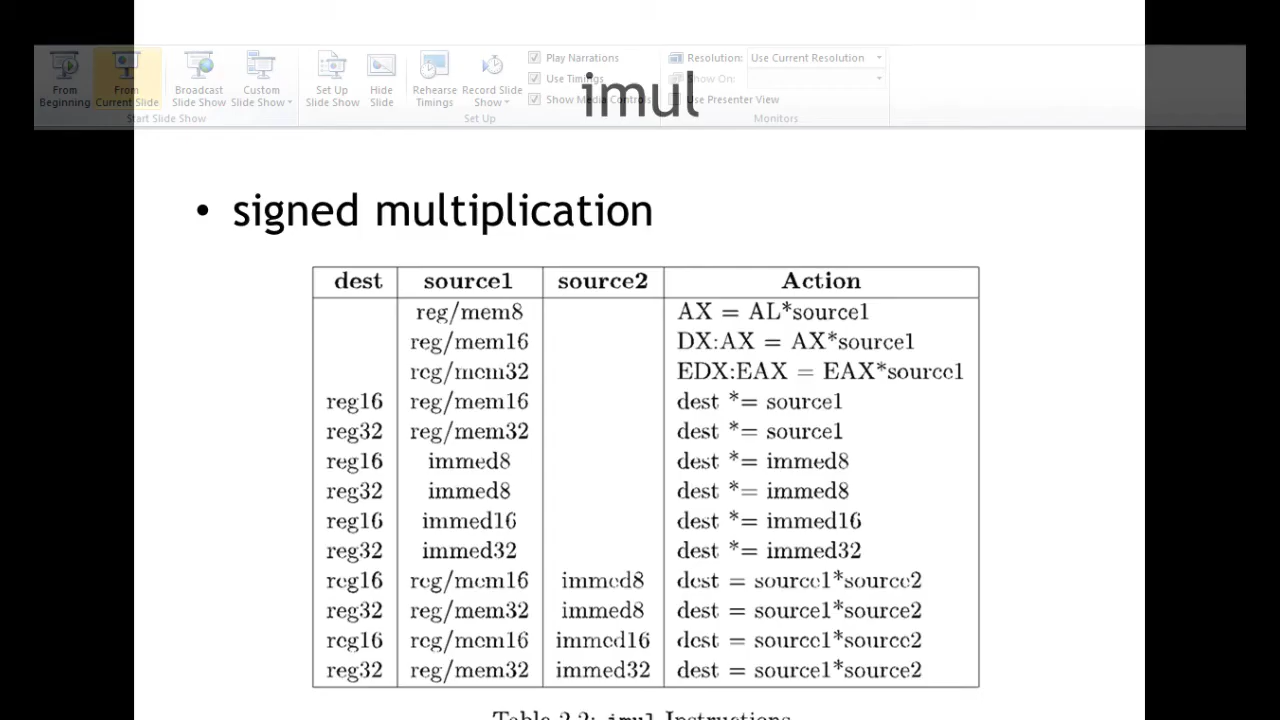 From Beginning
From Current Slide
Broadcast Slide Show
Custom Slide Show
Set Up Slide Show
Hide Slide
Rehearse Timings
Record Slide Show
Play Narrations
Use Timings
Show Media Controls
Resolution: Use Current Resolution
Show On:
Use Presenter View
Start Slide Show
Set Up
Monitors
imul
• signed multiplication
dest source1 source2 Action
reg/mem8 AX = AL*source1
reg/mem16 DX:AX = AX*source1
reg/mem32 EDX:EAX = EAX*source1
reg16 reg/mem16 dest *= source1
reg32 reg/mem32 dest *= source1
reg16 immed8 dest *= immed8
reg32 immed8 dest *= immed8
reg16 immed16 dest *= immed16
reg32 immed32 dest *= immed32
reg16 reg/mem16 immed8 dest = source1*source2
reg32 reg/mem32 immed8 dest = source1*source2
reg16 reg/mem16 immed16 dest = source1*source2
reg32 reg/mem32 immed32 dest = source1*source2
Table 2.2: imul Instructions